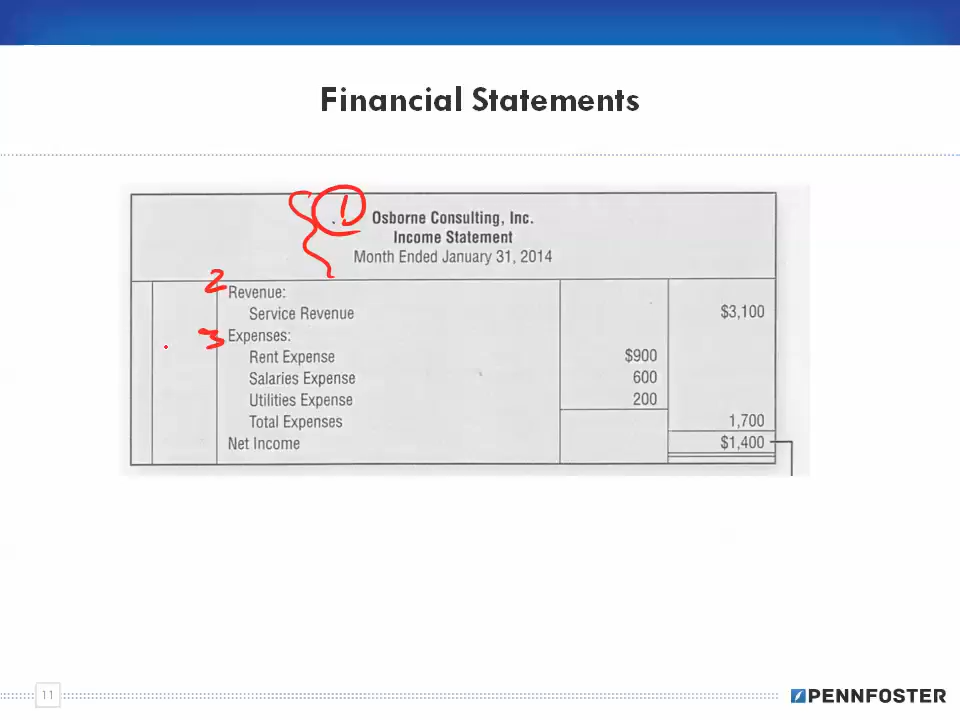 Financial Statements
1
Osborne Consulting, Inc.
Income Statement
Month Ended January 31, 2014
2 Revenue:
Service Revenue $3,100
3 Expenses:
Rent Expense $900
Salaries Expense 600
Utilities Expense 200
Total Expenses 1,700
Net Income $1,400
11
PENNFOSTER